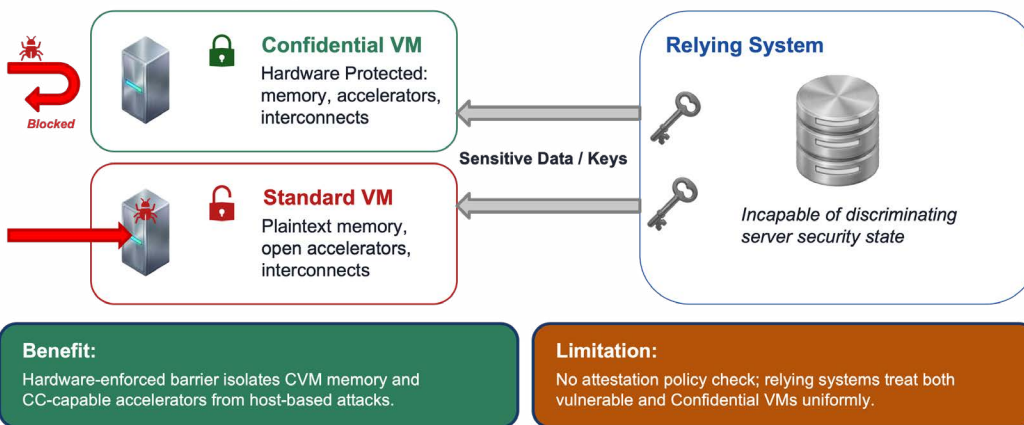 Confidential VM
Hardware Protected:
memory, accelerators,
interconnects
Blocked
Standard VM
Plaintext memory,
open accelerators,
interconnects
Sensitive Data / Keys
Relying System
Incapable of discriminating
server security state
Benefit:
Hardware-enforced barrier isolates CVM memory and
CC-capable accelerators from host-based attacks.
Limitation:
No attestation policy check; relying systems treat both
vulnerable and Confidential VMs uniformly.